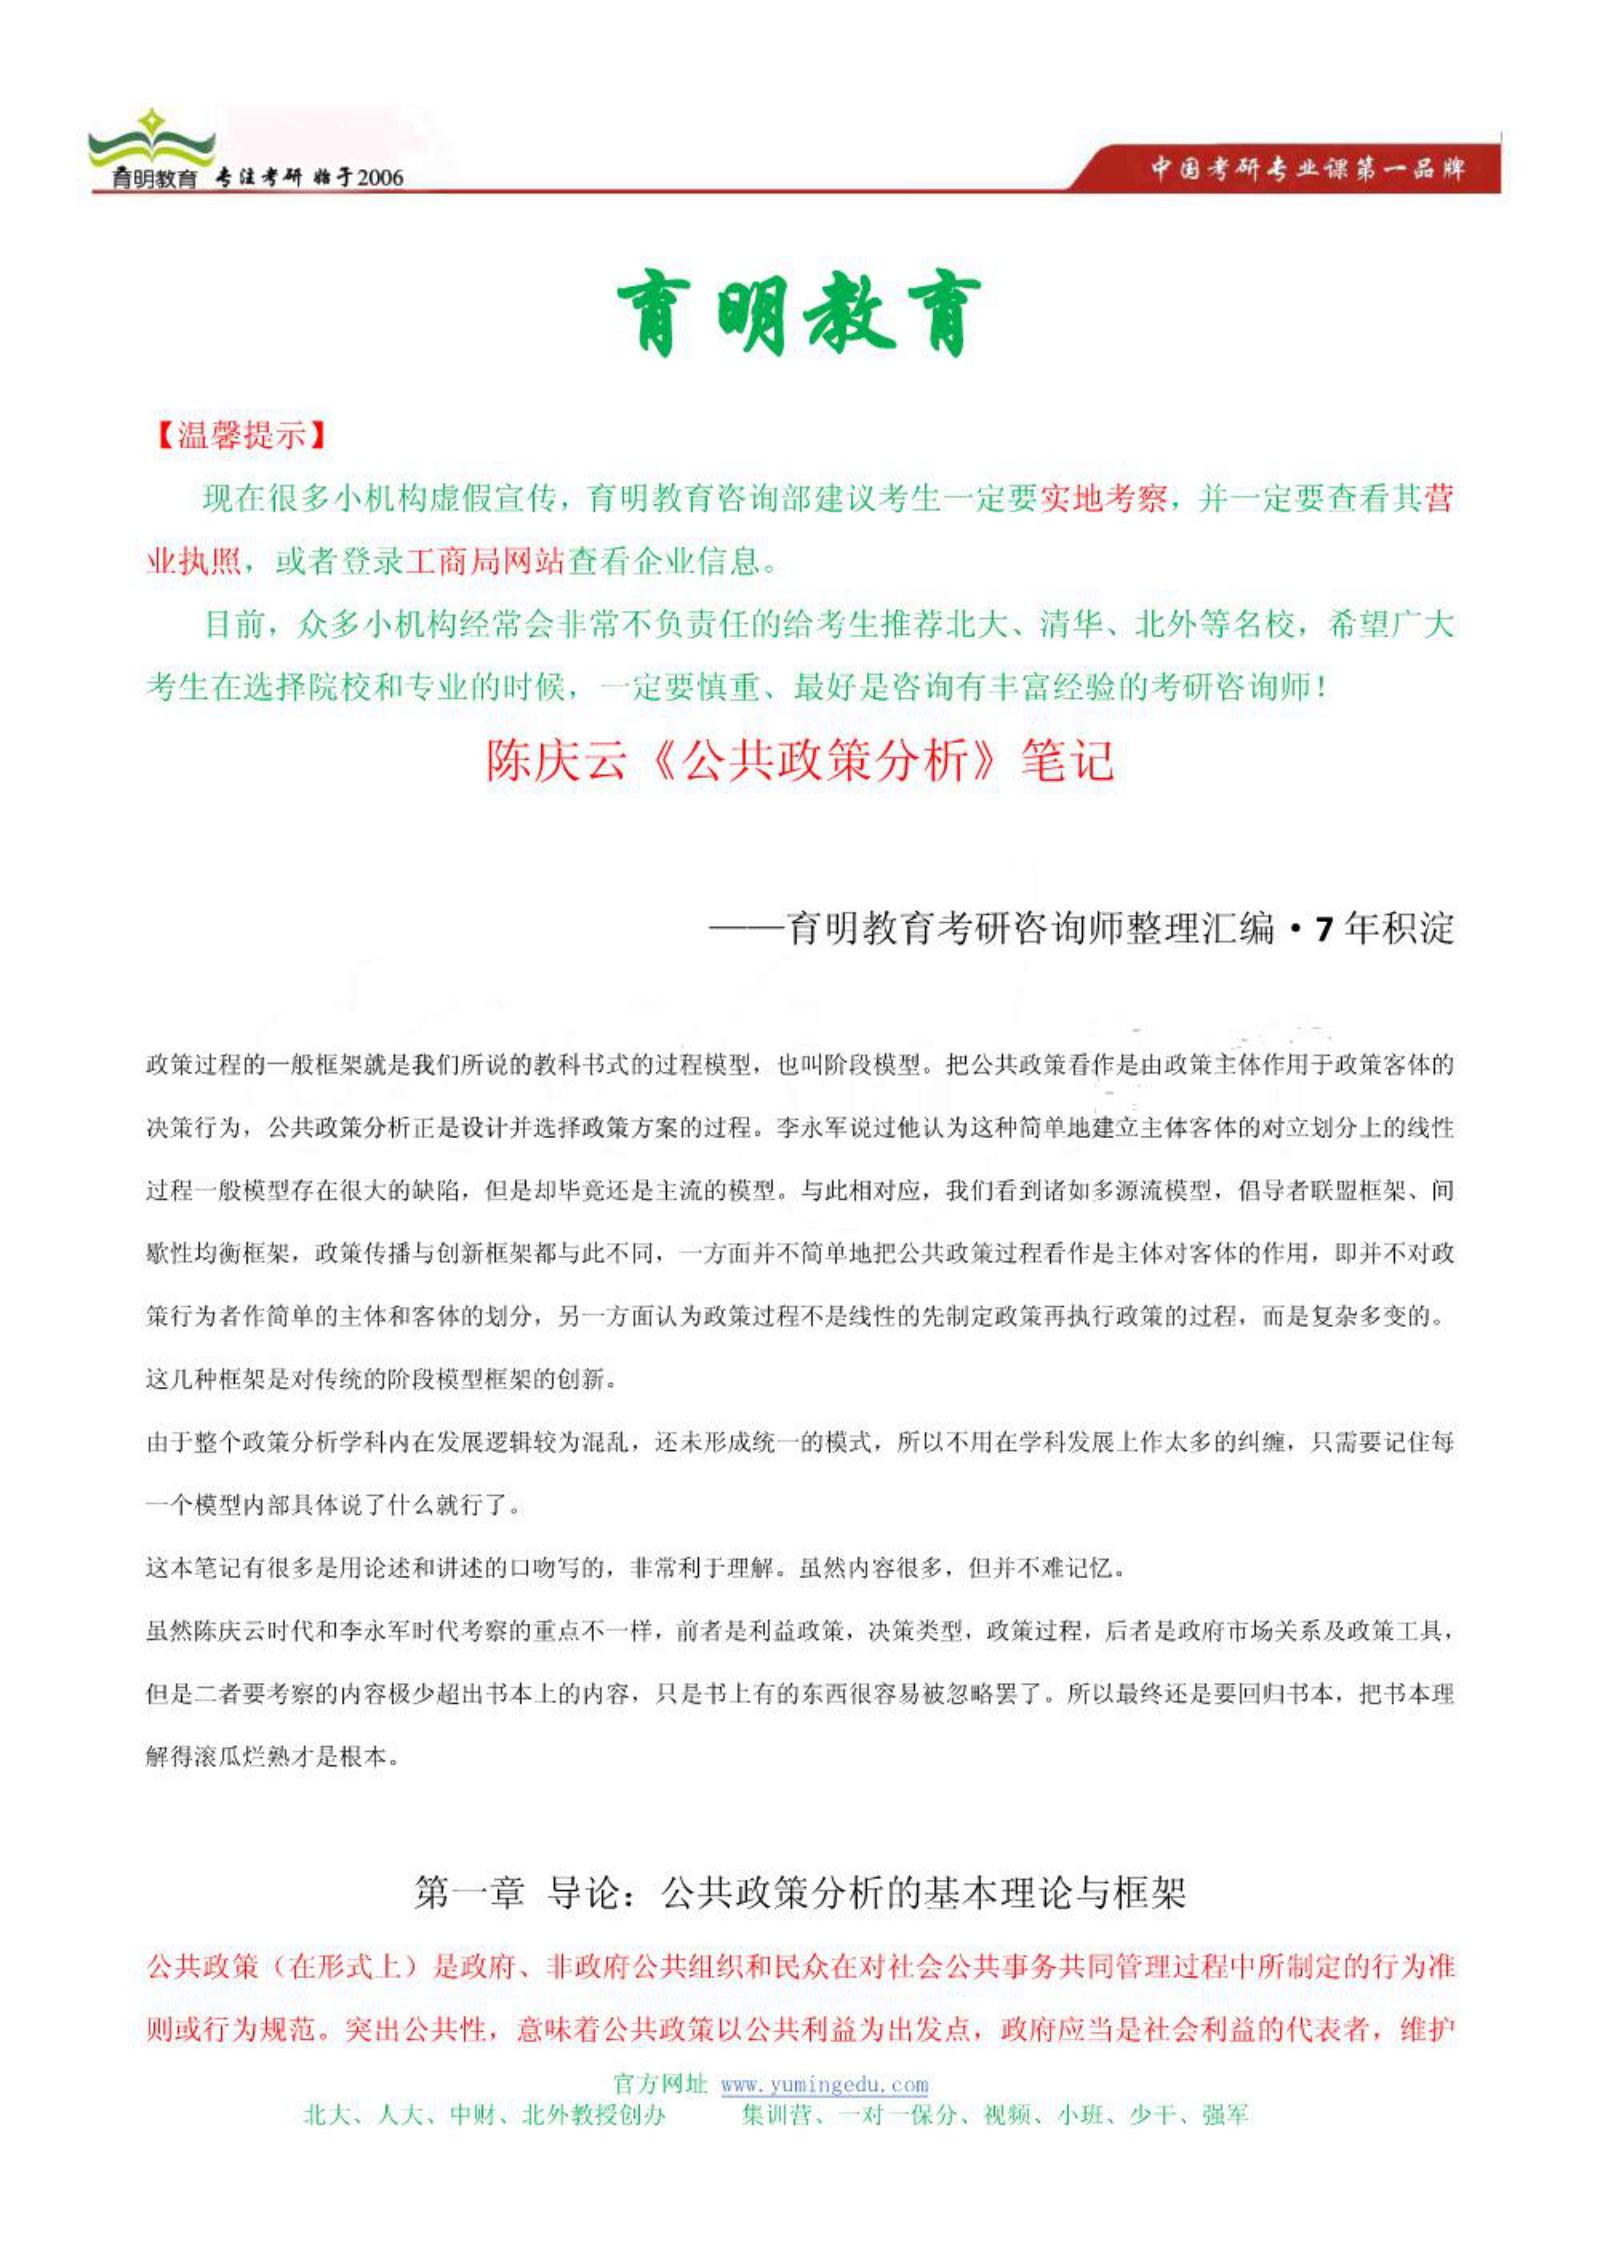 育明教育 专注考研 始于2006
中国考研专业课第一品牌
育明教育
【温馨提示】
现在很多小机构虚假宣传，育明教育咨询部建议考生一定要实地考察，并一定要查看其营
业执照，或者登录工商局网站查看企业信息。
目前，众多小机构经常会非常不负责任的给考生推荐北大、清华、北外等名校，希望广大
考生在选择院校和专业的时候，一定要慎重、最好是咨询有丰富经验的考研咨询师！
陈庆云《公共政策分析》笔记
——育明教育考研咨询师整理汇编·7年积淀
政策过程的一般框架就是我们所说的教科书式的过程模型，也叫阶段模型。把公共政策看作是由政策主体作用于政策客体的
决策行为，公共政策分析正是设计并选择政策方案的过程。李永军说过他认为这种简单地建立主体客体的对立划分上的线性
过程一般模型存在很大的缺陷，但是却毕竟还是主流的模型。与此相对应，我们看到诸如多源流模型，倡导者联盟框架、间
歇性均衡框架，政策传播与创新框架都与此不同，一方面并不简单地把公共政策过程看作是主体对客体的作用，即并不对政
策行为者作简单的主体和客体的划分，另一方面认为政策过程不是线性的先制定政策再执行政策的过程，而是复杂多变的。
这几种框架是对传统的阶段模型框架的创新。
由于整个政策分析学科内在发展逻辑较为混乱，还未形成统一的模式，所以不用在学科发展上作太多的纠缠，只需要记住每
一个模型内部具体说了什么就行了。
这本笔记有很多是用论述和讲述的口吻写的，非常利于理解。虽然内容很多，但并不难记忆。
虽然陈庆云时代和李永军时代考察的重点不一样，前者是利益政策，决策类型，政策过程，后者是政府市场关系及政策工具，
但是二者要考察的内容极少超出书本上的内容，只是书上有的东西很容易被忽略罢了。所以最终还是要回归书本，把书本理
解得滚瓜烂熟才是根本。
第一章 导论：公共政策分析的基本理论与框架
公共政策（在形式上）是政府、非政府公共组织和民众在对社会公共事务共同管理过程中所制定的行为准
则或行为规范。突出公共性，意味着公共政策以公共利益为出发点，政府应当是社会利益的代表者，维护
官方网址 www.yumingedu.com
北大、人大、中财、北外教授创办 集训营、一对一保分、视频、小班、少干、强军